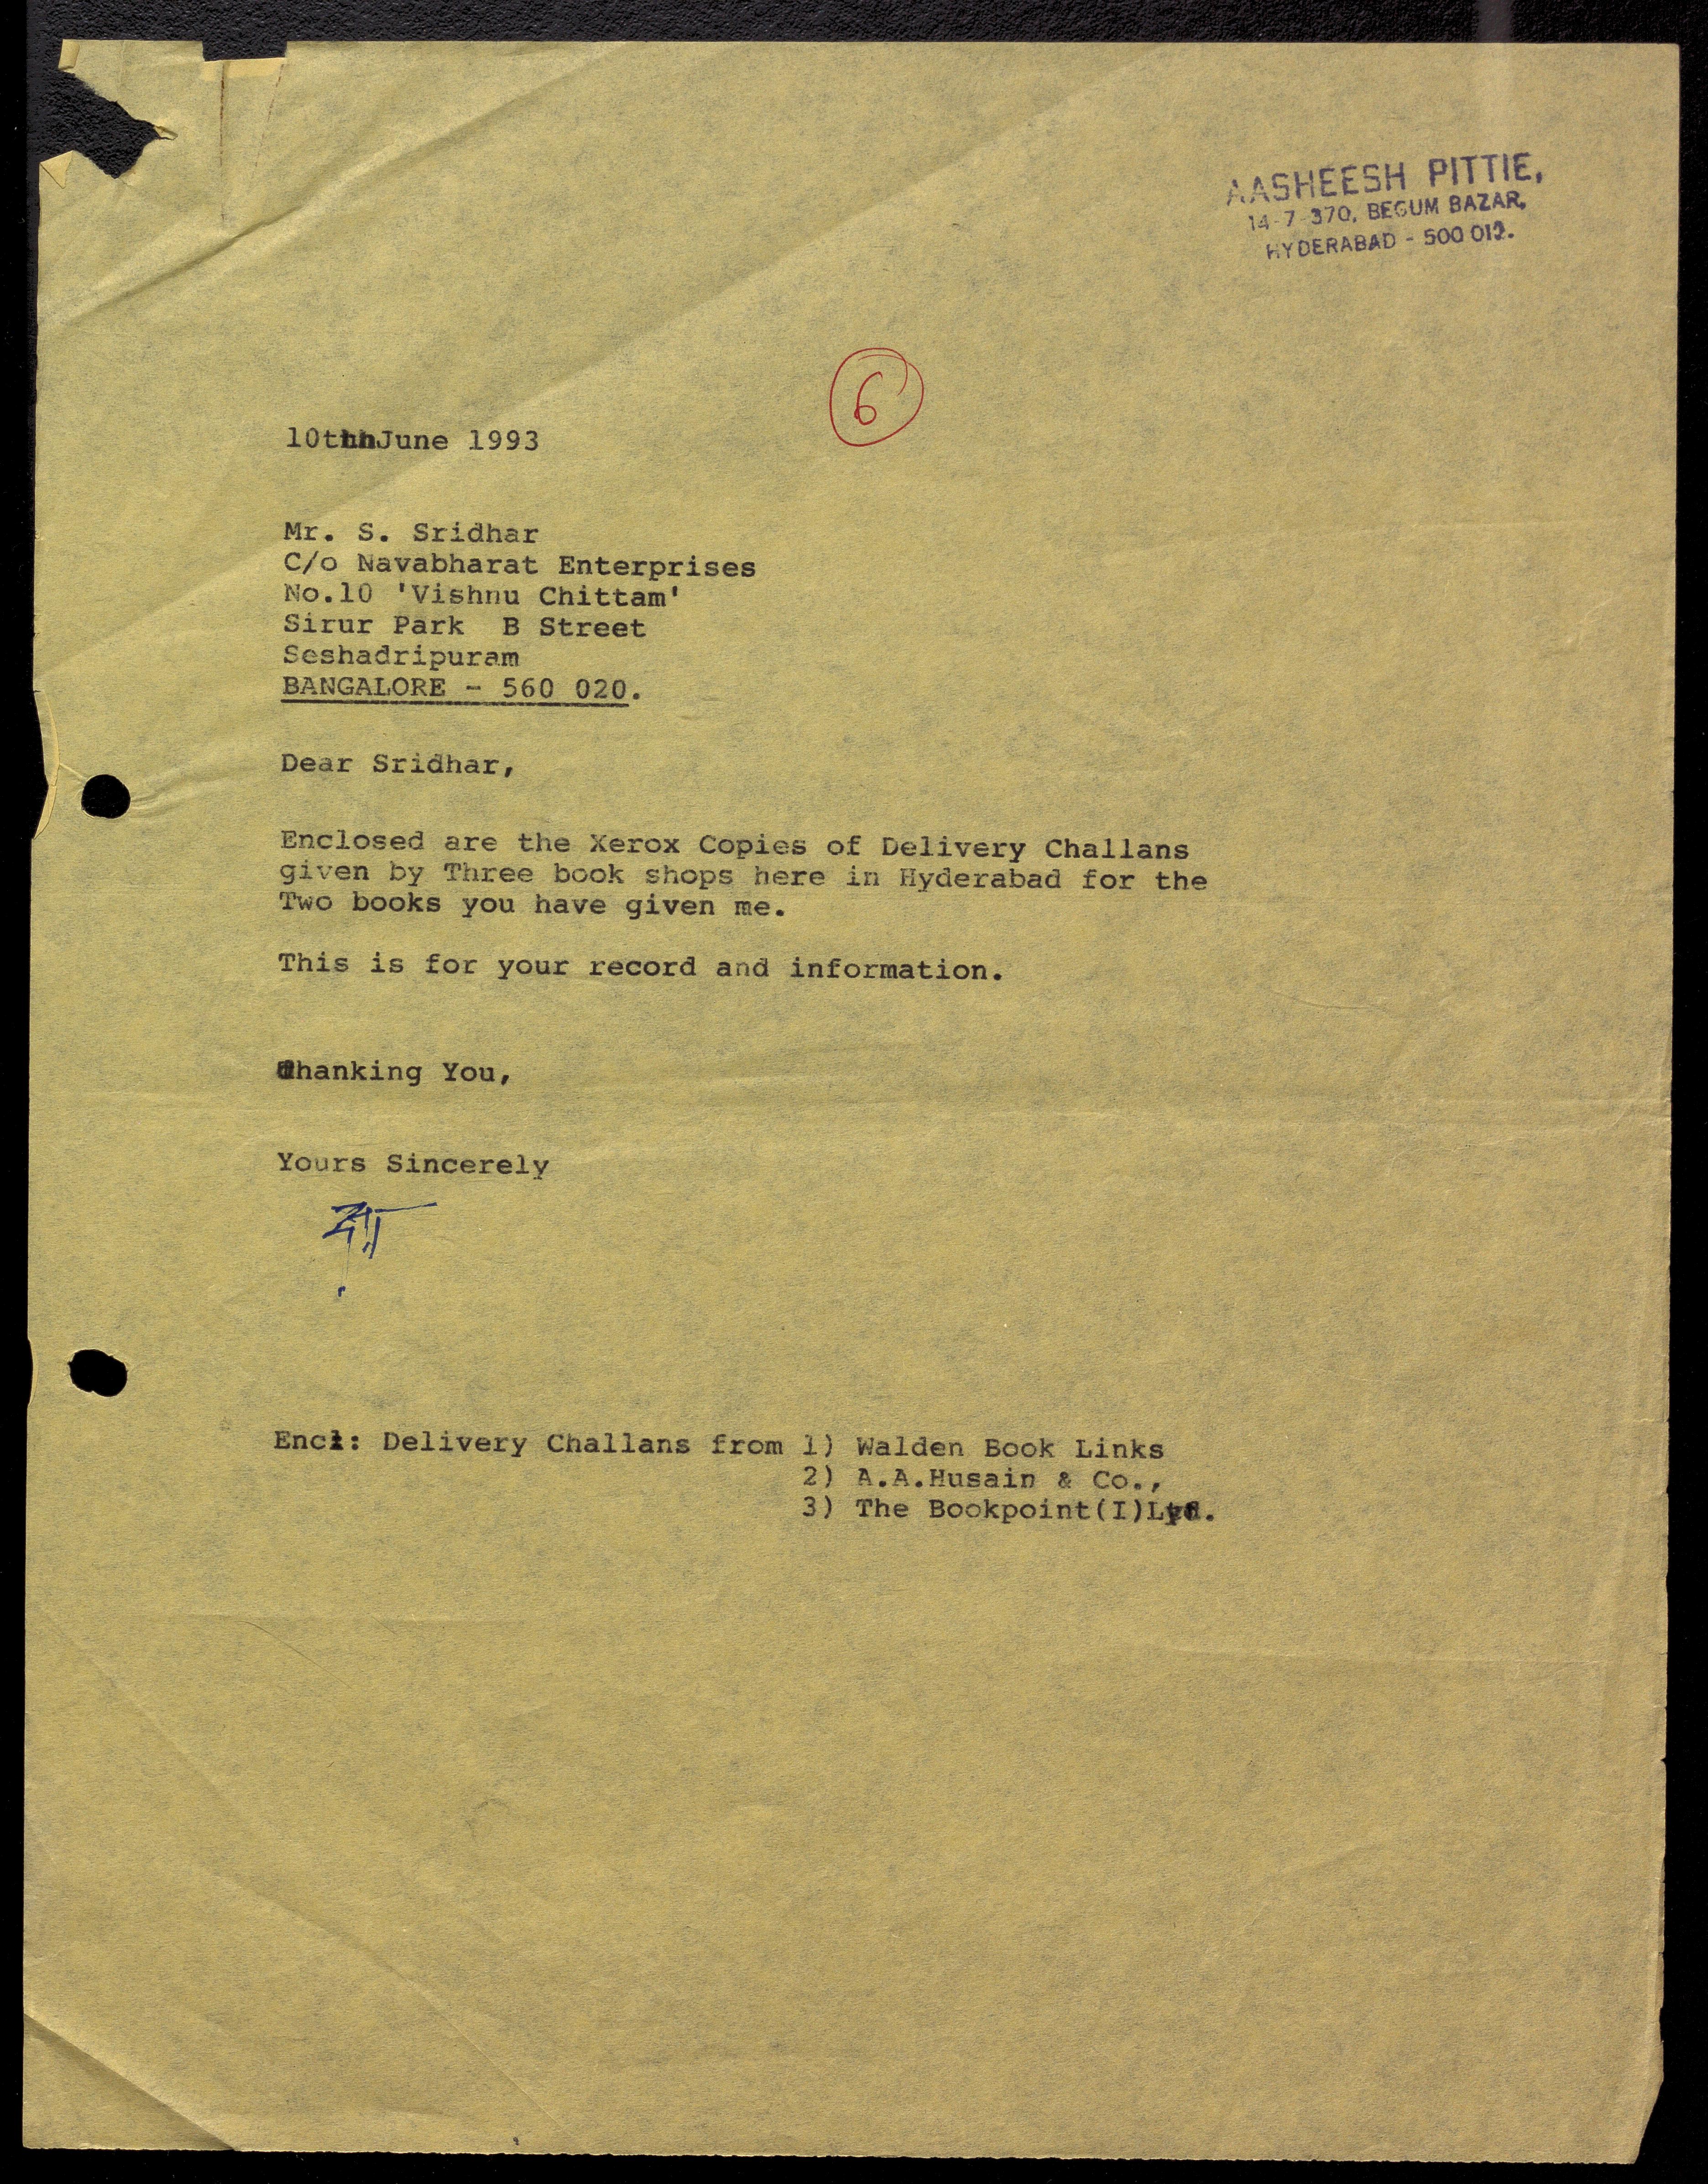 AASHEESH PITTIE,
14-7-370, BEGUM BAZAR,
HYDERABAD - 500 012.
6
10th June 1993
Mr. S. Sridhar
C/o Navabharat Enterprises
No.10 'Vishnu Chittam'
Sirur Park  B Street
Seshadripuram
BANGALORE - 560 020.
Dear Sridhar,
Enclosed are the Xerox Copies of Delivery Challans
given by Three book shops here in Hyderabad for the
Two books you have given me.
This is for your record and information.
Thanking You,
Yours Sincerely
Encl: Delivery Challans from 1) Walden Book Links
2) A.A.Husain & Co.,
3) The Bookpoint(I)Ltd.